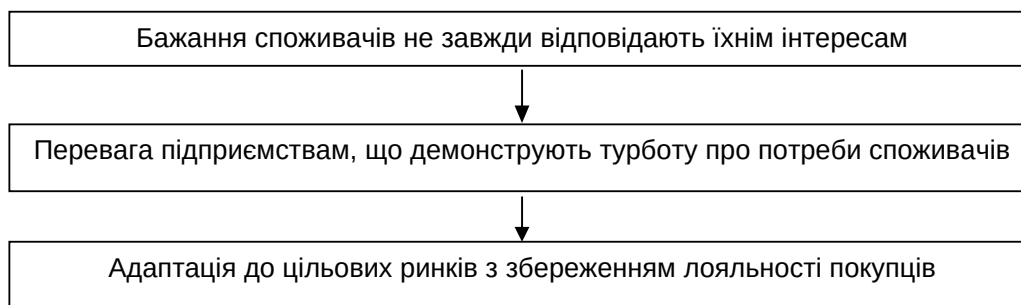 Бажання споживачів не завжди відповідають їхнім інтересам
Перевага підприємствам, що демонструють турботу про потреби споживачів
Адаптація до цільових ринків з збереженням лояльності покупців